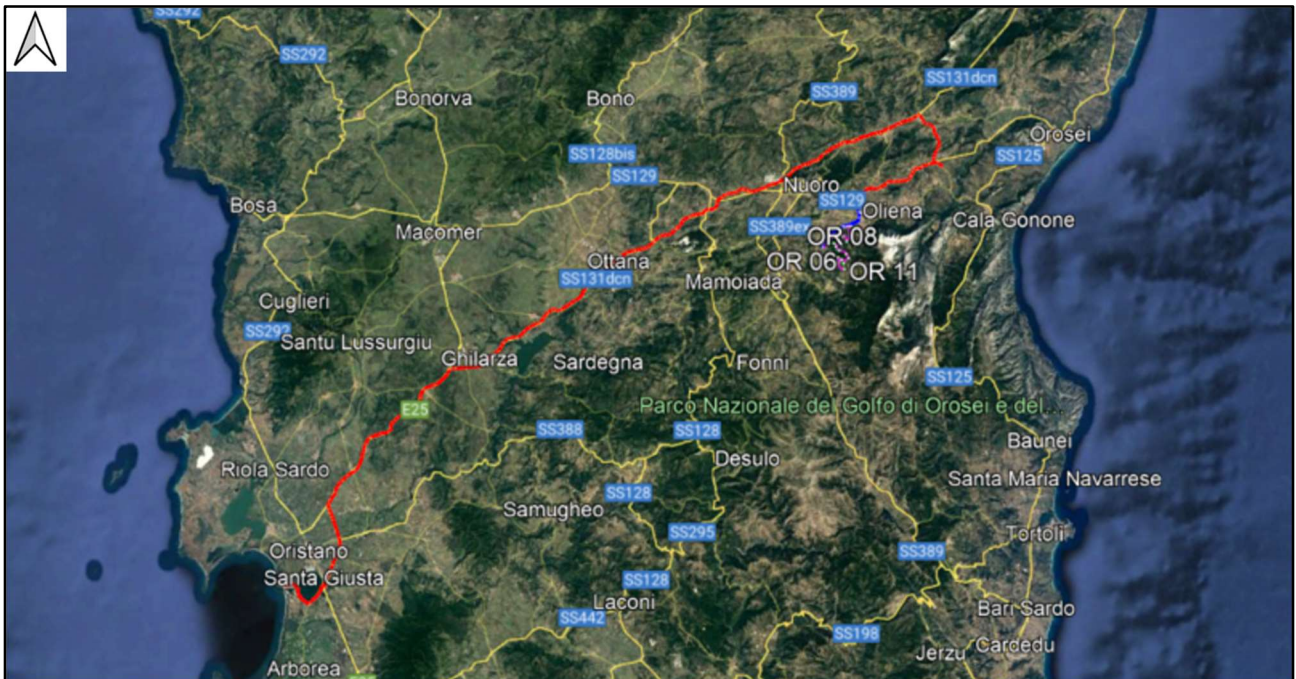 SS292
SS292
SS131dcn
SS389
Bonorva
Bono
Orosei
SS128bis
SS125
SS129
Nuoro
SS129
Bosa
Oliena
Cala Gonone
SS389ex
Macomer
OR 08
Ottana
OR 06
OR 11
SS131dcn
Mamoiada
Cuglieri
SS292
Santu Lussurgiu
Ghilarza
Sardegna
Fonni
SS125
Parco Nazionale del Golfo di Orosei e del...
E25
SS388
SS128
Baunei
Desulo
Riola Sardo
Santa Maria Navarrese
SS128
Samugheo
SS295
Tortolì
Oristano
SS389
Santa Giusta
SS128
Laconi
Bari Sardo
SS442
SS198
Cardedu
Jerzu
Arborea